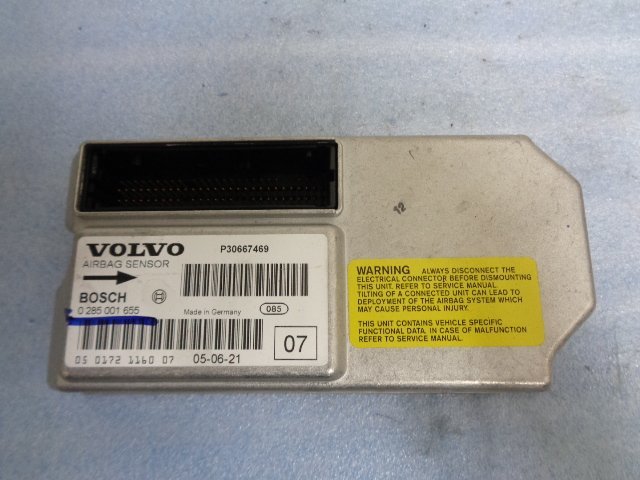 VOLVO
P30667469
AIRBAG SENSOR
BOSCH
0 285 001 655
Made in Germany
085
05 0172 1160 07
05-06-21
07
12
WARNING ALWAYS DISCONNECT THE
ELECTRICAL CONNECTOR BEFORE DISMOUNTING
THIS UNIT. REFER TO SERVICE MANUAL.
TILTING OF A CONNECTED UNIT CAN LEAD TO
DEPLOYMENT OF THE AIRBAG SYSTEM WHICH
MAY CAUSE PERSONAL INJURY.
THIS UNIT CONTAINS VEHICLE SPECIFIC
FUNCTIONAL DATA. IN CASE OF MALFUNCTION
REFER TO SERVICE MANUAL.